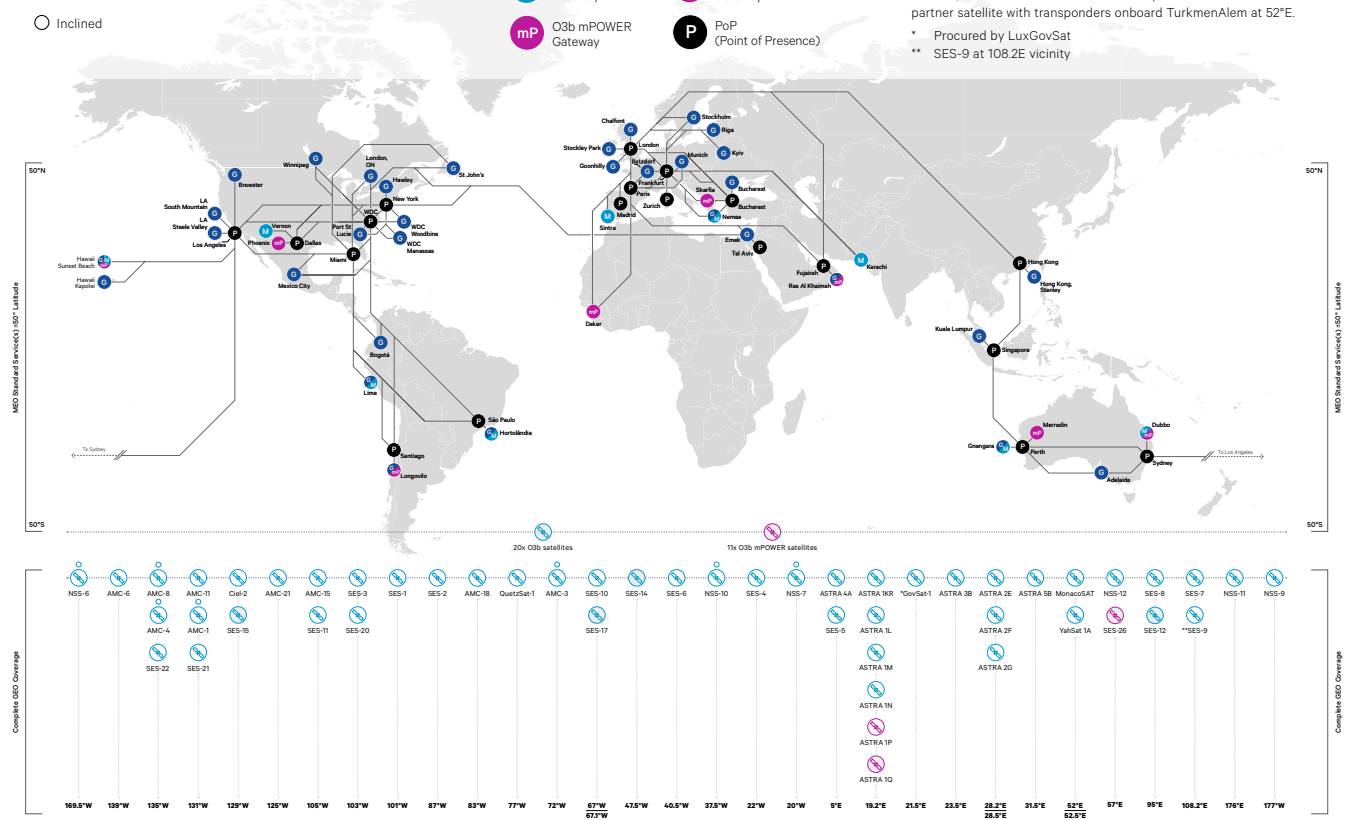 Inclined
mP
O3b mPOWER
Gateway
P
PoP
(Point of Presence)
partner satellite with transponders onboard TurkmenAlem at 52°E.
* Procured by LuxGovSat
** SES-9 at 108.2E vicinity
50°N
50°N
MEO Standard Service(s) ±50° Latitude
MEO Standard Service(s) ±50° Latitude
50°S
50°S
Brewster
LA
South Mountain
LA
Steele Valley
Los Angeles
Hawaii
Sunset Beach
Hawaii
Kapolei
Winnipeg
London,
ON
Hawley
New York
St John's
WDC
WDC
Woodbine
WDC
Manassas
Port St
Lucie
Vernon
Phoenix
Dallas
Miami
Mexico City
Bogotá
Lima
São Paulo
Hortolândia
Santiago
Longovilo
To Sydney
Chalfont
Stockholm
Stockley Park
London
Riga
Goonhilly
Betzdorf
Munich
Kyiv
Frankfurt
Paris
Skarfia
Bucharest
Bucharest
Zurich
Madrid
Sintra
Nemea
Emek
Tel Aviv
Fujairah
Ras Al Khaimah
Karachi
Dakar
Hong Kong
Hong Kong,
Stanley
Kuala Lumpur
Singapore
Merredin
Gnangara
Perth
Adelaide
Dubbo
Sydney
To Los Angeles
20x O3b satellites
11x O3b mPOWER satellites
Complete GEO Coverage
Complete GEO Coverage
NSS-6 AMC-6 AMC-8 AMC-11 Ciel-2 AMC-21 AMC-15 SES-3 SES-1 SES-2 AMC-18 QuetzSat-1 AMC-3 SES-10 SES-14 SES-6 NSS-10 SES-4 NSS-7 ASTRA 4A ASTRA 1KR *GovSat-1 ASTRA 3B ASTRA 2E ASTRA 5B MonacoSAT NSS-12 SES-8 SES-7 NSS-11 NSS-9
AMC-4 AMC-1 SES-15 SES-11 SES-20 SES-17 SES-5 ASTRA 1L ASTRA 2F YahSat 1A SES-26 SES-12 **SES-9
SES-22 SES-21 ASTRA 1M ASTRA 2G
ASTRA 1N
ASTRA 1P
ASTRA 1Q
169.5°W 139°W 135°W 131°W 129°W 125°W 105°W 103°W 101°W 87°W 83°W 77°W 72°W 67°W 47.5°W 40.5°W 37.5°W 22°W 20°W 5°E 19.2°E 21.5°E 23.5°E 28.2°E 31.5°E 52°E 57°E 95°E 108.2°E 176°E 177°W
67.1°W 28.5°E 52.5°E